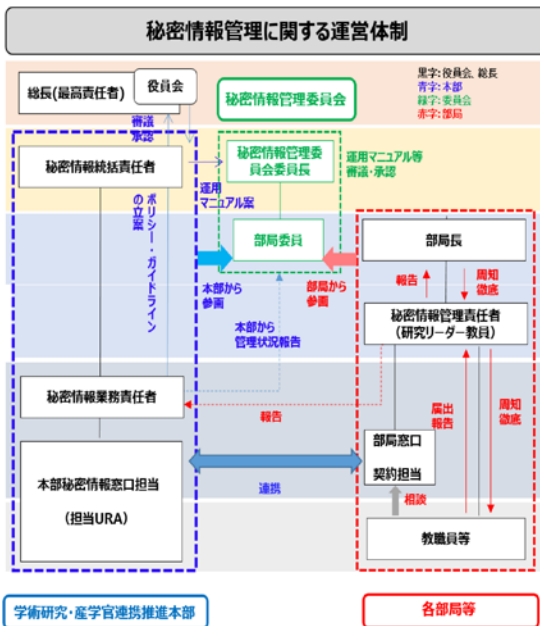 秘密情報管理に関する運営体制
黒字:役員会、総長
青字:本部
緑字:委員会
赤字:部局
総長(最高責任者)
役員会
秘密情報管理委員会
審議
承認
秘密情報統括責任者
秘密情報管理委
員会委員長
運用マニュアル等
審議・承認
運用
マニュアル案
ポリシー・ガイドライン
の立案
部局委員
部局長
本部から
参画
部局から
参画
報告
周知
徹底
本部から
管理状況報告
秘密情報管理責任者
(研究リーダー教員)
秘密情報業務責任者
報告
届出
報告
周知
徹底
部局窓口
契約担当
本部秘密情報窓口担当
(担当URA)
連携
相談
教職員等
学術研究・産学官連携推進本部
各部局等